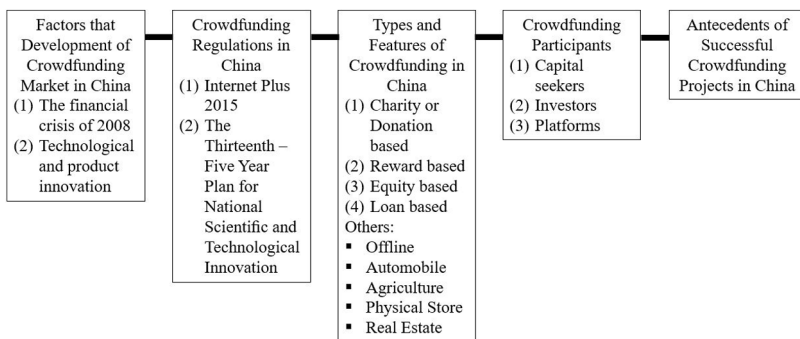 Factors that
Development of
Crowdfunding
Market in China
(1) The financial
crisis of 2008
(2) Technological
and product
innovation
Crowdfunding
Regulations in
China
(1) Internet Plus
2015
(2) The
Thirteenth –
Five Year
Plan for
National
Scientific and
Technological
Innovation
Types and
Features of
Crowdfunding in
China
(1) Charity or
Donation
based
(2) Reward based
(3) Equity based
(4) Loan based
Others:
▪ Offline
▪ Automobile
▪ Agriculture
▪ Physical Store
▪ Real Estate
Crowdfunding
Participants
(1) Capital
seekers
(2) Investors
(3) Platforms
Antecedents of
Successful
Crowdfunding
Projects in China